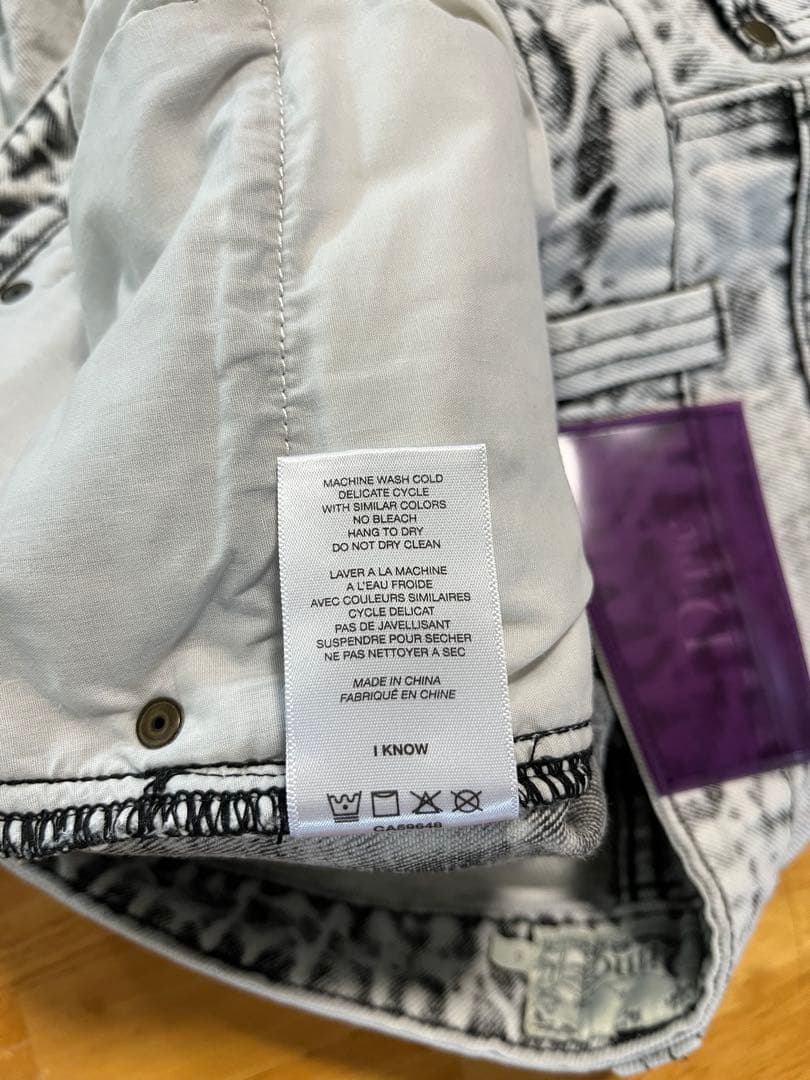 MACHINE WASH COLD
DELICATE CYCLE
WITH SIMILAR COLORS
NO BLEACH
HANG TO DRY
DO NOT DRY CLEAN
LAVER A LA MACHINE
A L'EAU FROIDE
AVEC COULEURS SIMILAIRES
CYCLE DELICAT
PAS DE JAVELLISANT
SUSPENDRE POUR SECHER
NE PAS NETTOYER A SEC
MADE IN CHINA
FABRIQUÉ EN CHINE
I KNOW
CA69648